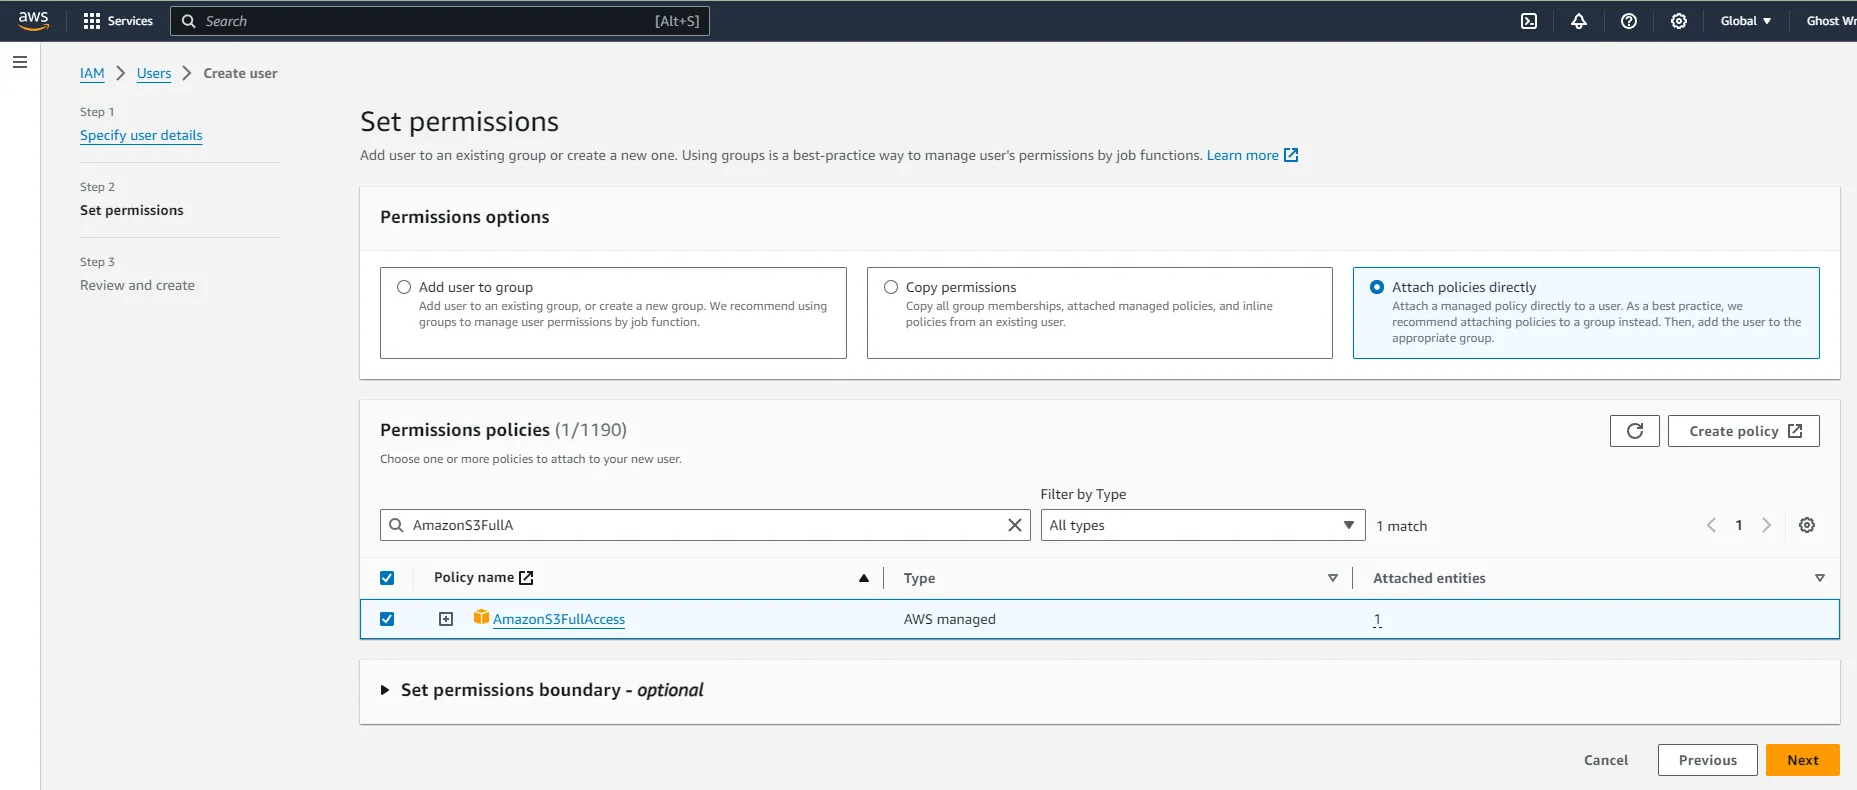 aws
Services
Search
[Alt+S]
Global
Ghost Wr
IAM
Users
Create user
Step 1
Specify user details
Step 2
Set permissions
Step 3
Review and create
Set permissions
Add user to an existing group or create a new one. Using groups is a best-practice way to manage user's permissions by job functions. Learn more
Permissions options
Add user to group
Add user to an existing group, or create a new group. We recommend using
groups to manage user permissions by job function.
Copy permissions
Copy all group memberships, attached managed policies, and inline
policies from an existing user.
Attach policies directly
Attach a managed policy directly to a user. As a best practice, we
recommend attaching policies to a group instead. Then, add the user to the
appropriate group.
Permissions policies (1/1190)
Choose one or more policies to attach to your new user.
Create policy
Filter by Type
AmazonS3FullA
All types
1 match
1
Policy name
Type
Attached entities
AmazonS3FullAccess
AWS managed
1
Set permissions boundary - optional
Cancel
Previous
Next